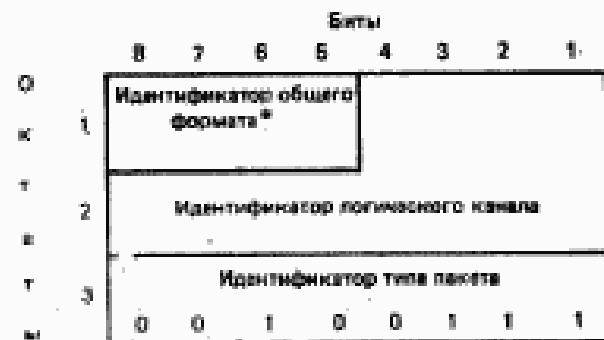 Биты
8 7 6 5 4 3 2 1
Октеты
1 Идентификатор общего
формата*
2 Идентификатор логического канала
3 Идентификатор типа пакета
0 0 1 0 0 1 1 1